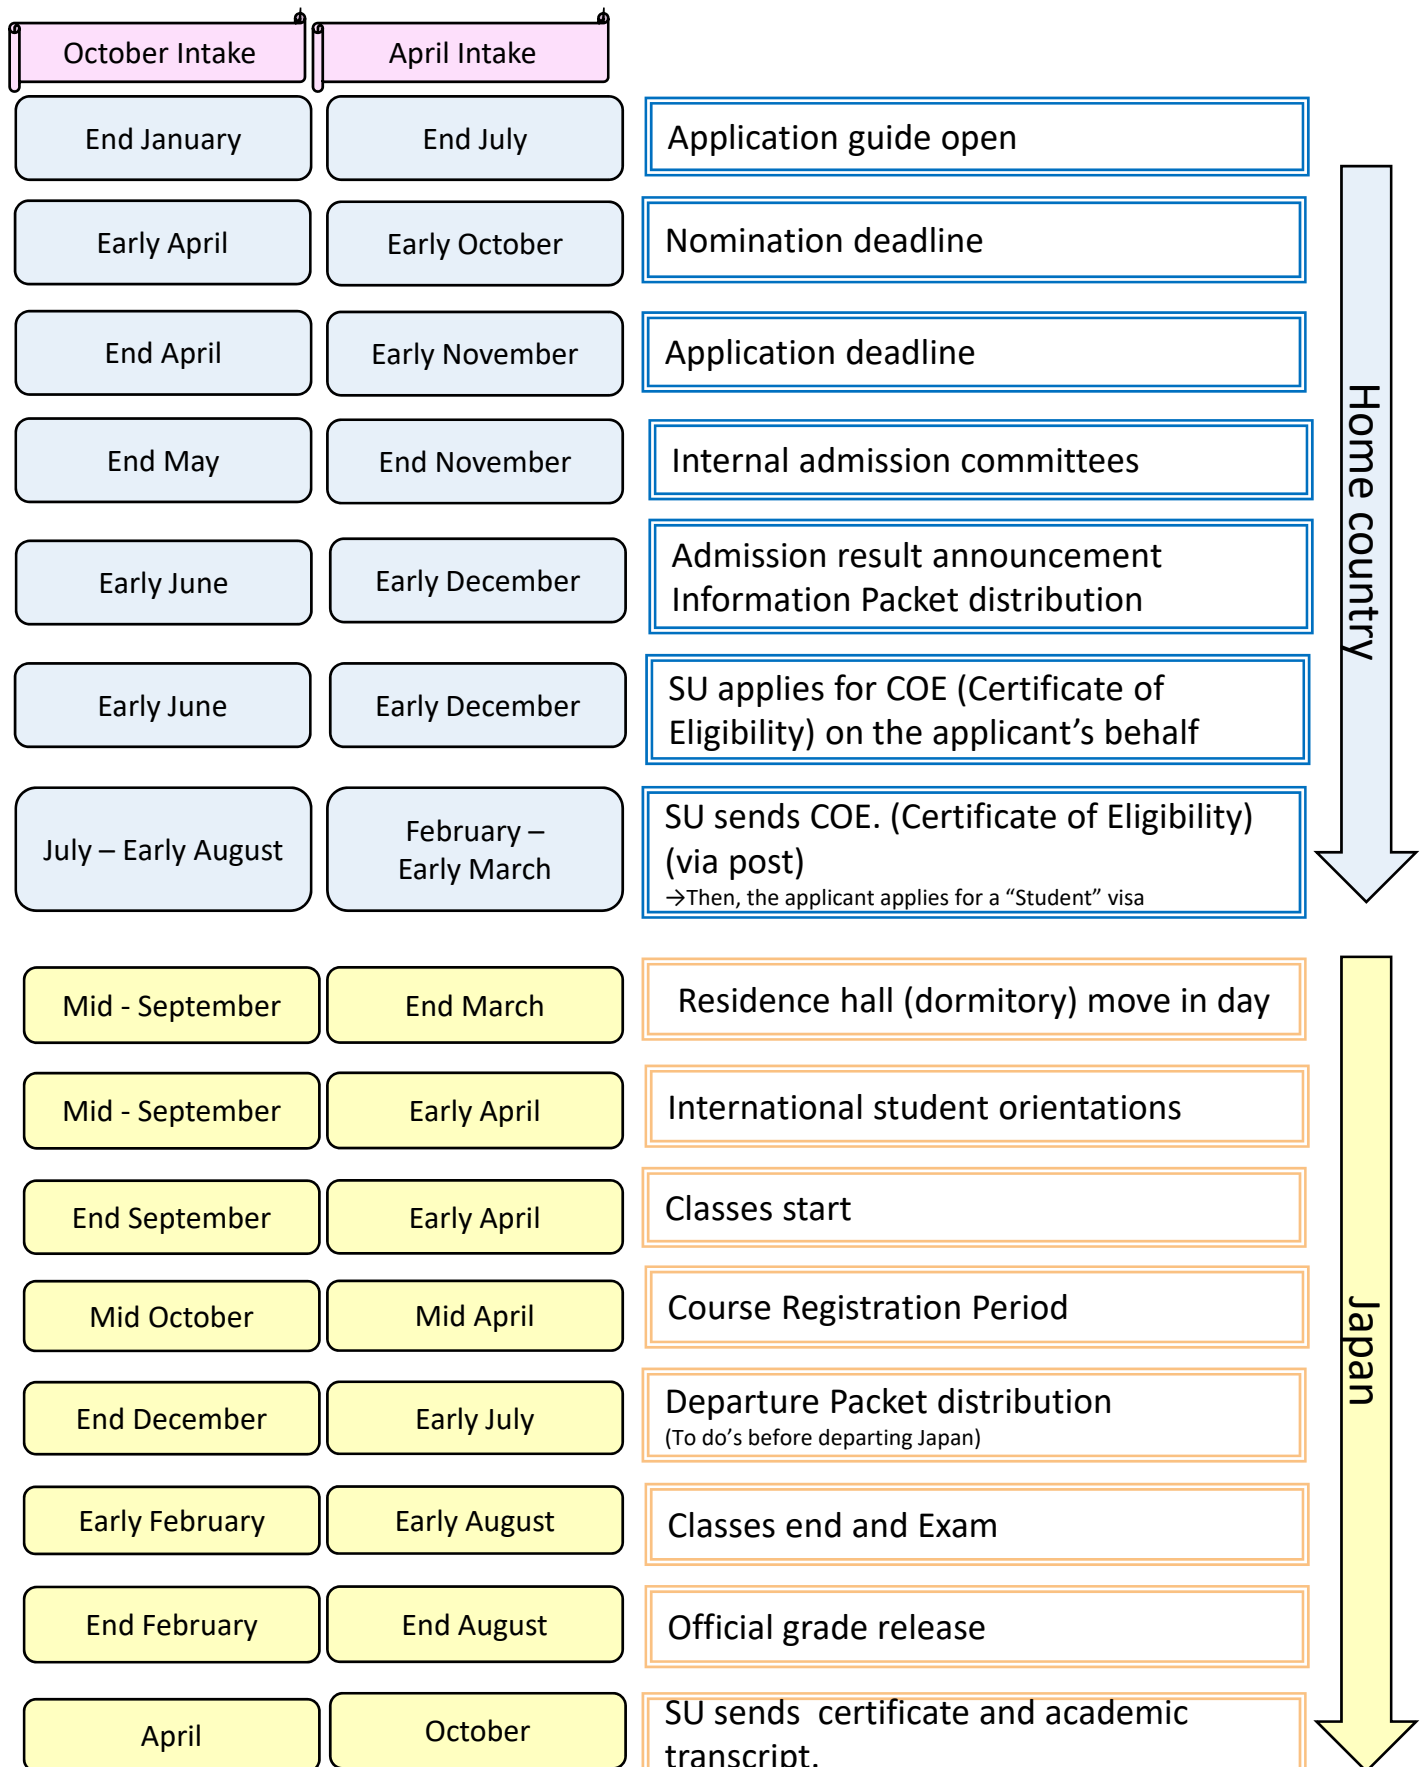 October Intake
April Intake
End January
End July
Application guide open
Early April
Early October
Nomination deadline
End April
Early November
Application deadline
End May
End November
Internal admission committees
Early June
Early December
Admission result announcement
Information Packet distribution
Early June
Early December
SU applies for COE (Certificate of
Eligibility) on the applicant’s behalf
July – Early August
February –
Early March
SU sends COE. (Certificate of Eligibility)
(via post)
→Then, the applicant applies for a “Student” visa
Home country
Mid - September
End March
Residence hall (dormitory) move in day
Mid - September
Early April
International student orientations
End September
Early April
Classes start
Mid October
Mid April
Course Registration Period
End December
Early July
Departure Packet distribution
(To do’s before departing Japan)
Early February
Early August
Classes end and Exam
End February
End August
Official grade release
April
October
SU sends  certificate and academic
transcript.
Japan